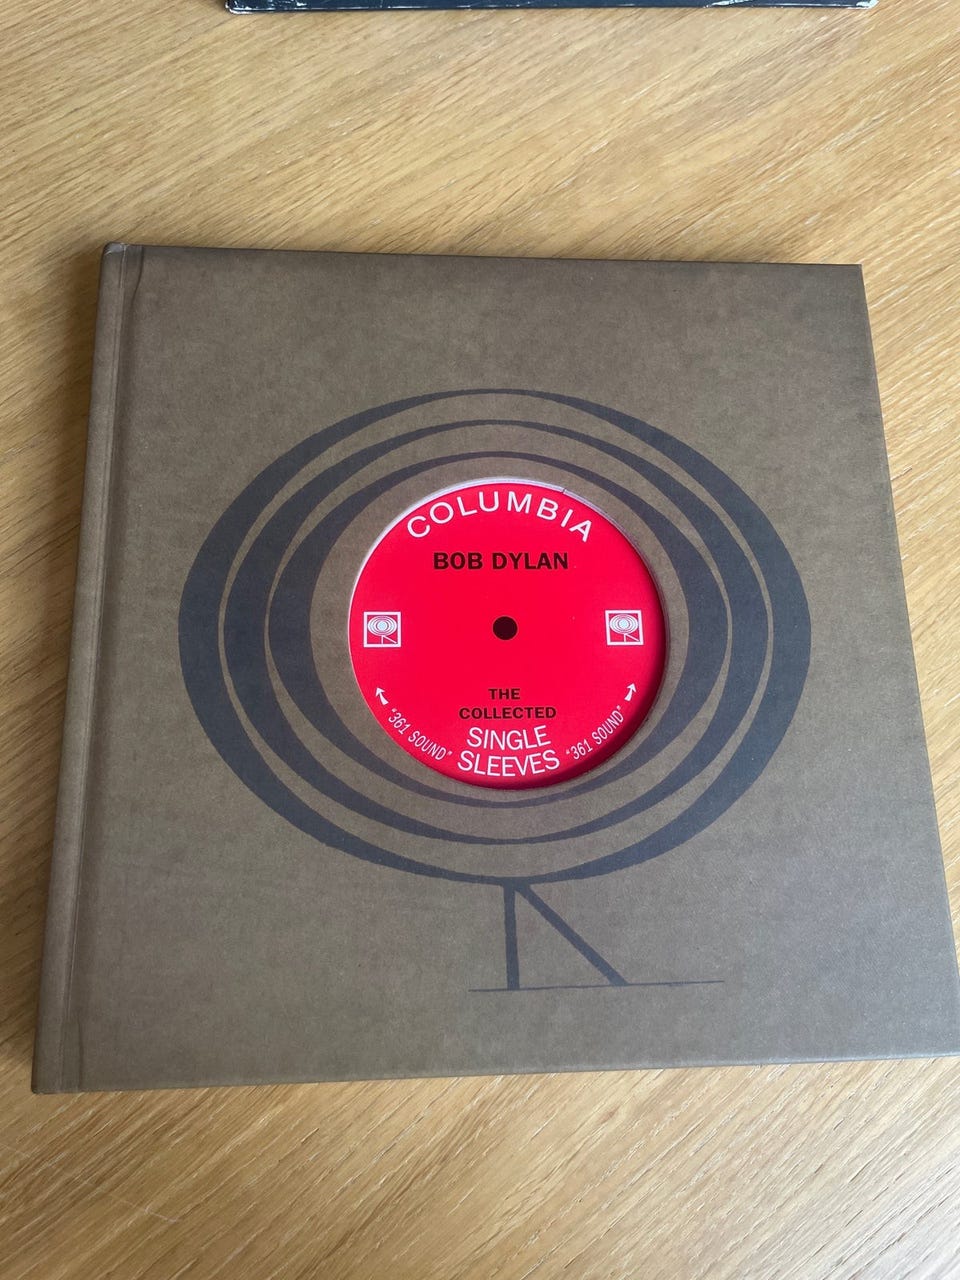 COLUMBIA
BOB DYLAN
THE
COLLECTED
SINGLE
SLEEVES
"361 SOUND"
"361 SOUND"